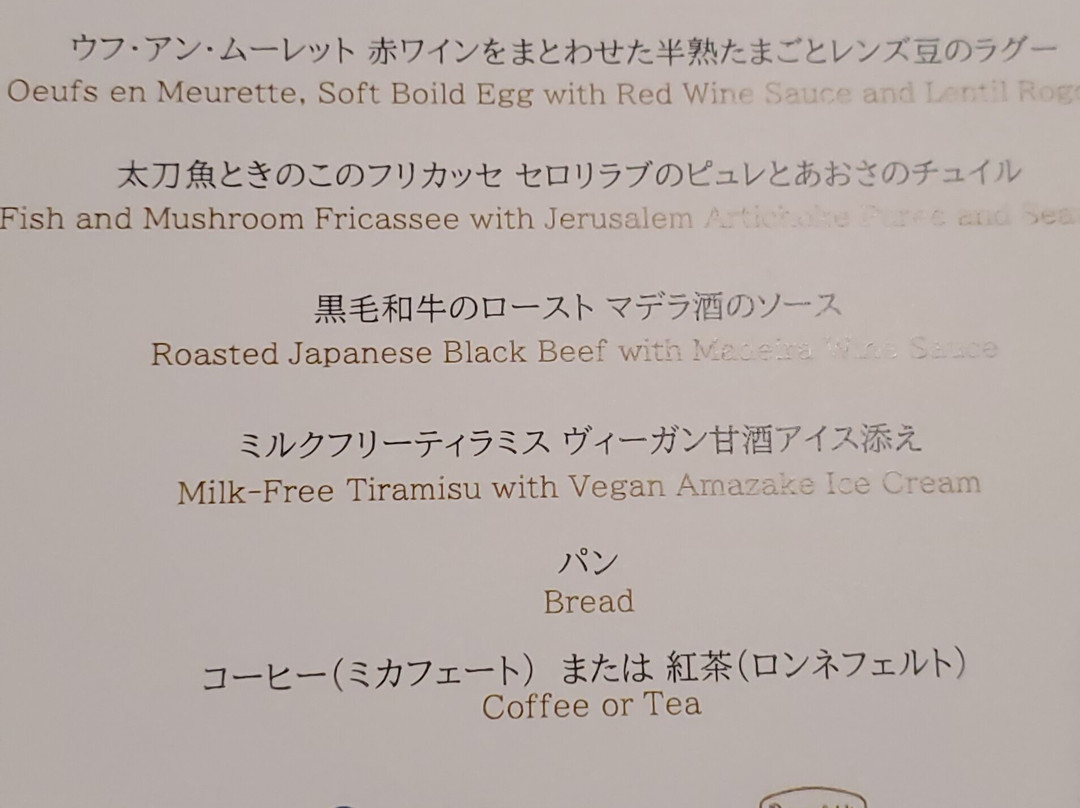 ウフ・アン・ムーレット 赤ワインをまとわせた半熟たまごとレンズ豆のラグー
Oeufs en Meurette, Soft Boild Egg with Red Wine Sauce and Lentil
太刀魚ときのこのフリカッセ セロリラブのピュレとあおさのチュイル
Fish and Mushroom Fricassee with Jerusalem Artichoke Puree and
黒毛和牛のロースト マデラ酒のソース
Roasted Japanese Black Beef with Madeira Wine Sauce
ミルクフリーティラミス ヴィーガン甘酒アイス添え
Milk-Free Tiramisu with Vegan Amazake Ice Cream
パン
Bread
コーヒー(ミカフェート) または 紅茶(ロンネフェルト)
Coffee or Tea